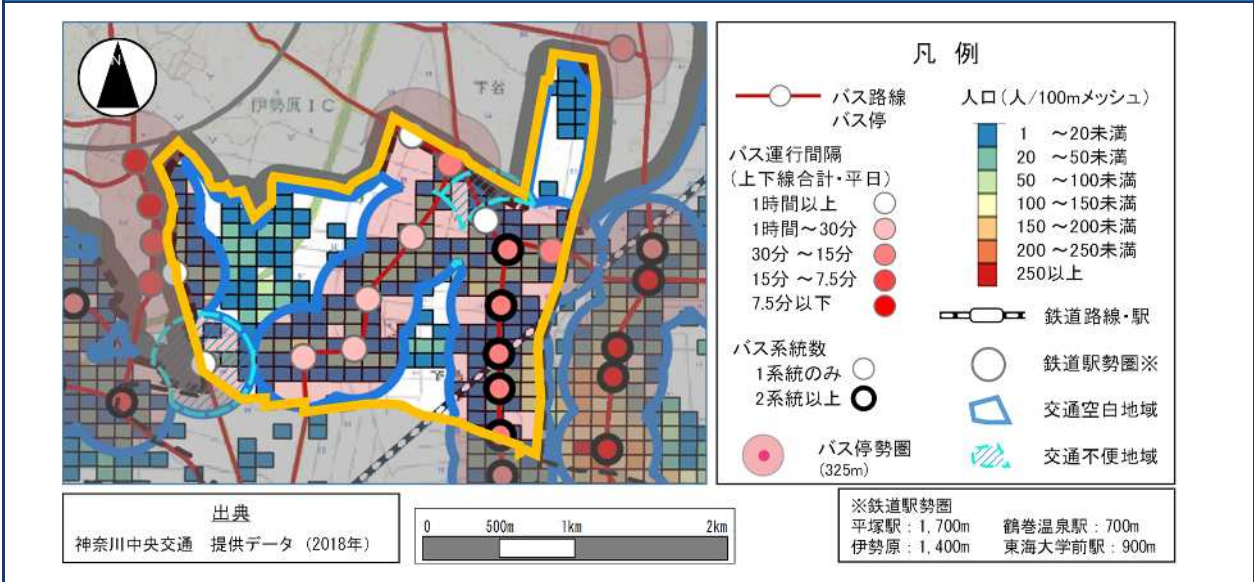 N
伊勢原IC
下谷
凡 例
バス路線
バス停
バス運行間隔
(上下線合計・平日)
1時間以上
1時間～30分
30分 ～15分
15分 ～7.5分
7.5分以下
バス系統数
1系統のみ
2系統以上
バス停勢圏
(325m)
人口(人/100mメッシュ)
1 ～20未満
20 ～50未満
50 ～100未満
100 ～150未満
150 ～200未満
200 ～250未満
250以上
鉄道路線・駅
鉄道駅勢圏※
交通空白地域
交通不便地域
出典
神奈川中央交通 提供データ (2018年)
0 500m 1km 2km
※鉄道駅勢圏
平塚駅：1,700m 鶴巻温泉駅：700m
伊勢原：1,400m 東海大学前駅：900m